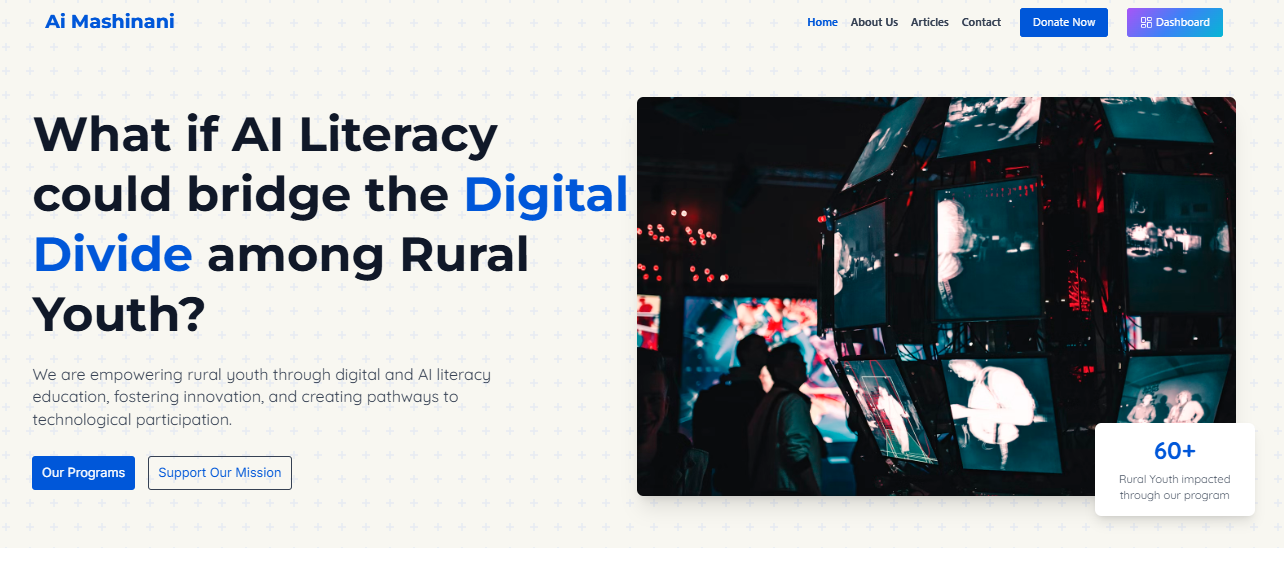 Ai Mashinani
Home About Us Articles Contact Donate Now Dashboard
What if AI Literacy
could bridge the Digital
Divide among Rural
Youth?
We are empowering rural youth through digital and AI literacy
education, fostering innovation, and creating pathways to
technological participation.
Our Programs Support Our Mission
60+
Rural Youth impacted
through our program